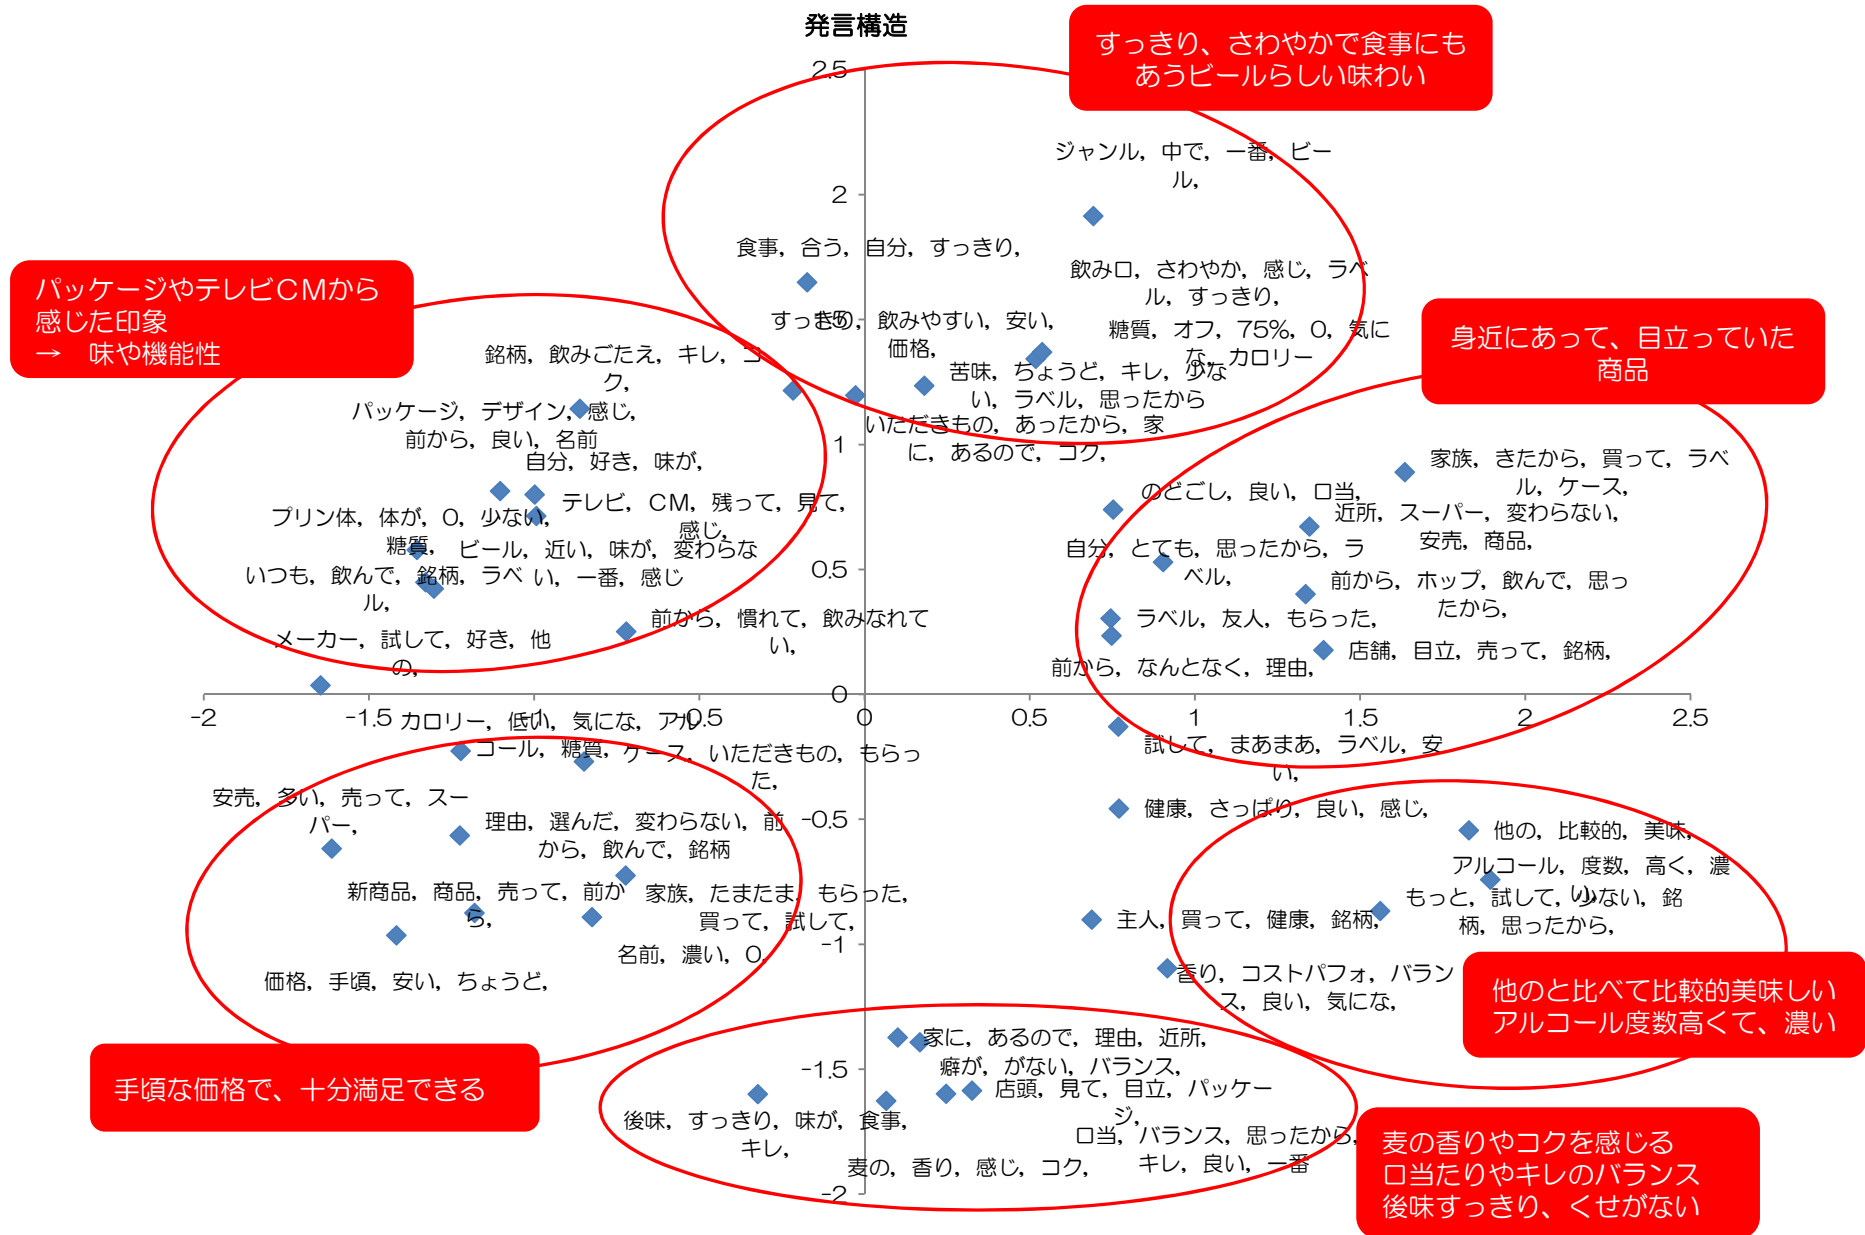 発言構造
すっきり、さわやかで食事にも
あうビールらしい味わい
2.5
ジャンル，中で，一番，ビー
ル，
2
食事，合う，自分，すっきり，
飲み口，さわやか，感じ，ラベ
ル，すっきり，
パッケージやテレビCMから
感じた印象
→　味や機能性
すっきり，飲みやすい，安い，
価格，
1.5
糖質，オフ，75%，0，気に
な，カロリー
身近にあって、目立っていた
商品
銘柄，飲みごたえ，キレ，コ
ク，
苦味，ちょうど，キレ，少な
い，ラベル，思ったから
パッケージ，デザイン，感じ，
前から，良い，名前
いただきもの，あったから，家
に，あるので，コク，
1
自分，好き，味が，
家族，きたから，買って，ラベ
ル，ケース，
のどごし，良い，口当，
テレビ，CM，残って，見て，
感じ，
近所，スーパー，変わらない，
安売，商品，
プリン体，体が，0，少ない，
糖質，
ビール，近い，味が，変わらな
い，一番，感じ
自分，とても，思ったから，ラ
ベル，
いつも，飲んで，銘柄，ラベ
ル，
0.5
前から，ホップ，飲んで，思っ
たから，
前から，慣れて，飲みなれて
い，
ラベル，友人，もらった，
メーカー，試して，好き，他
の，
店舗，目立，売って，銘柄，
前から，なんとなく，理由，
0
-2
-1.5
-1
-0.5
0
0.5
1
1.5
2
2.5
カロリー，低い，気にな，アル
コール，糖質，
ケース，いただきもの，もらっ
た，
試して，まあまあ，ラベル，安
い，
安売，多い，売って，スー
パー，
健康，さっぱり，良い，感じ，
-0.5
理由，選んだ，変わらない，前
から，飲んで，銘柄
他の，比較的，美味，
アルコール，度数，高く，濃
い，
新商品，商品，売って，前か
ら，
家族，たまたま，もらった，
買って，試して，
もっと，試して，少ない，銘
柄，思ったから，
主人，買って，健康，銘柄，
-1
名前，濃い，0，
価格，手頃，安い，ちょうど，
香り，コストパフォ，バラン
ス，良い，気にな，
他のと比べて比較的美味しい
アルコール度数高くて、濃い
家に，あるので，理由，近所，
癖が，がない，バランス，
-1.5
手頃な価格で、十分満足できる
店頭，見て，目立，パッケー
ジ，
後味，すっきり，味が，食事，
キレ，
口当，バランス，思ったから，
キレ，良い，一番
麦の，香り，感じ，コク，
-2
麦の香りやコクを感じる
口当たりやキレのバランス
後味すっきり、くせがない